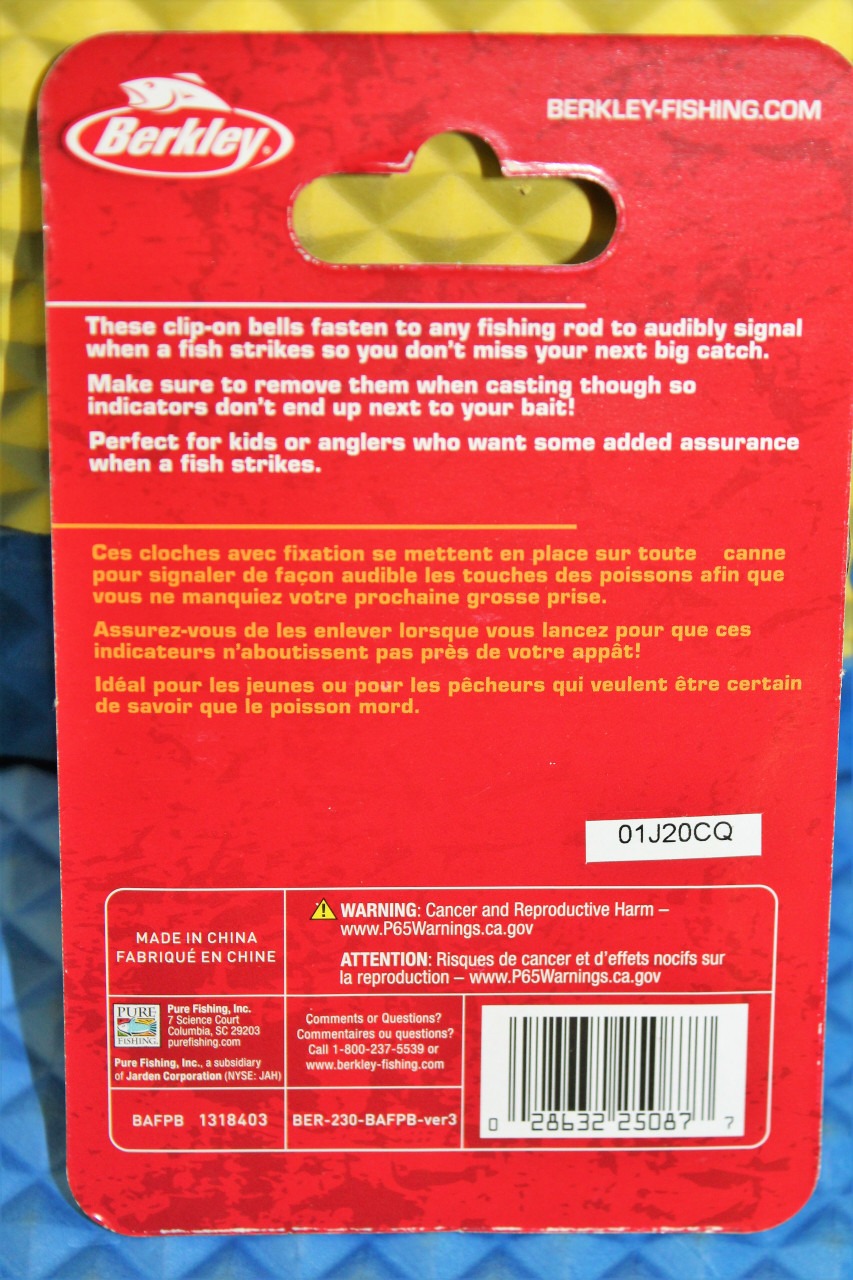 Berkley
BERKLEY-FISHING.COM
These clip-on bells fasten to any fishing rod to audibly signal
when a fish strikes so you don't miss your next big catch.
Make sure to remove them when casting though so
indicators don't end up next to your bait!
Perfect for kids or anglers who want some added assurance
when a fish strikes.
Ces cloches avec fixation se mettent en place sur toute canne
pour signaler de façon audible les touches des poissons afin que
vous ne manquiez votre prochaine grosse prise.
Assurez-vous de les enlever lorsque vous lancez pour que ces
indicateurs n'aboutissent pas près de votre appât!
Idéal pour les jeunes ou pour les pêcheurs qui veulent être certain
de savoir que le poisson mord.
01J20CQ
MADE IN CHINA
FABRIQUÉ EN CHINE
WARNING: Cancer and Reproductive Harm –
www.P65Warnings.ca.gov
ATTENTION: Risques de cancer et d'effets nocifs sur
la reproduction – www.P65Warnings.ca.gov
PURE
FISHING.
Pure Fishing, Inc.
7 Science Court
Columbia, SC 29203
purefishing.com
Pure Fishing, Inc., a subsidiary
of Jarden Corporation (NYSE: JAH)
Comments or Questions?
Commentaires ou questions?
Call 1-800-237-5539 or
www.berkley-fishing.com
BAFPB 1318403
BER-230-BAFPB-ver3
0 28632 25087 7